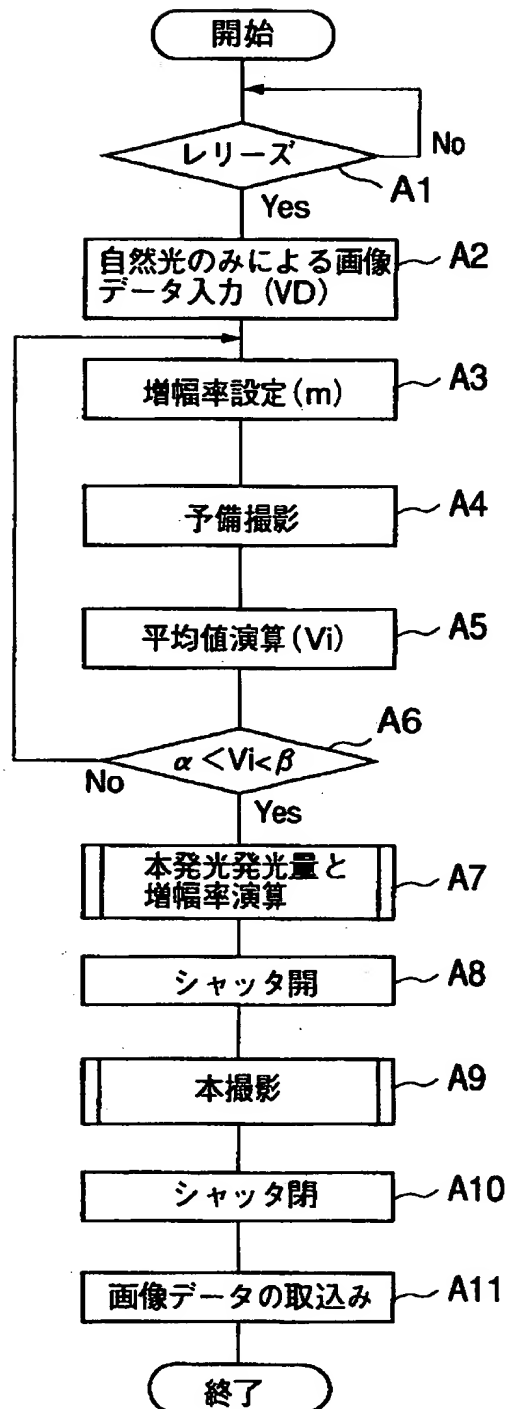 開始
レリーズ
No
A1
Yes
自然光のみによる画像
データ入力 (VD)
A2
増幅率設定(m)
A3
予備撮影
A4
平均値演算(Vi)
A5
A6
α<Vi<β
No
Yes
本発光発光量と
増幅率演算
A7
シャッタ開
A8
本撮影
A9
シャッタ閉
A10
画像データの取込み
A11
終了